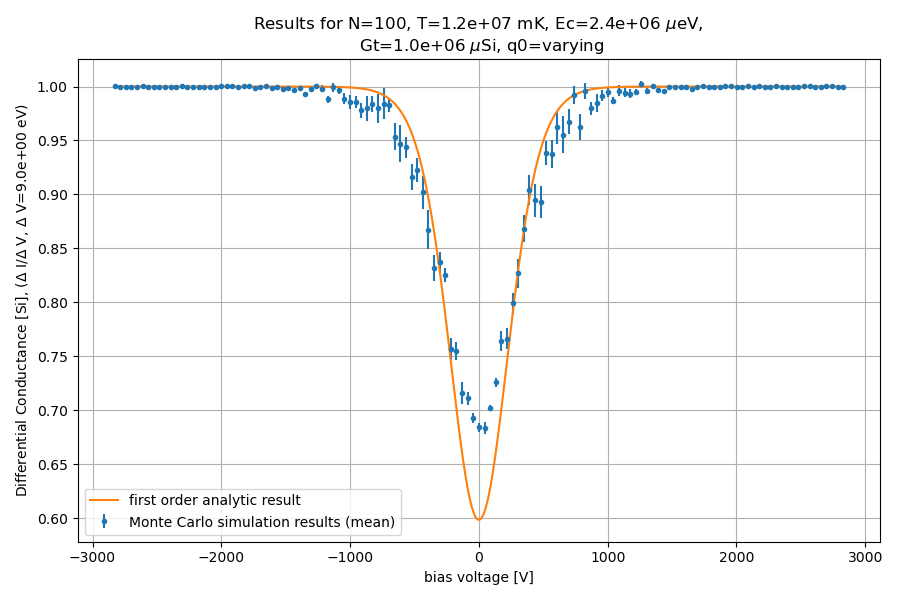 Results for N=100, T=1.2e+07 mK, Ec=2.4e+06 μeV,
Gt=1.0e+06 μSi, q0=varying
Differential Conductance [Si], (Δ I/Δ V, Δ V=9.0e+00 eV)
1.00
0.95
0.90
0.85
0.80
0.75
0.70
0.65
0.60
first order analytic result
Monte Carlo simulation results (mean)
−3000 −2000 −1000 0 1000 2000 3000
bias voltage [V]